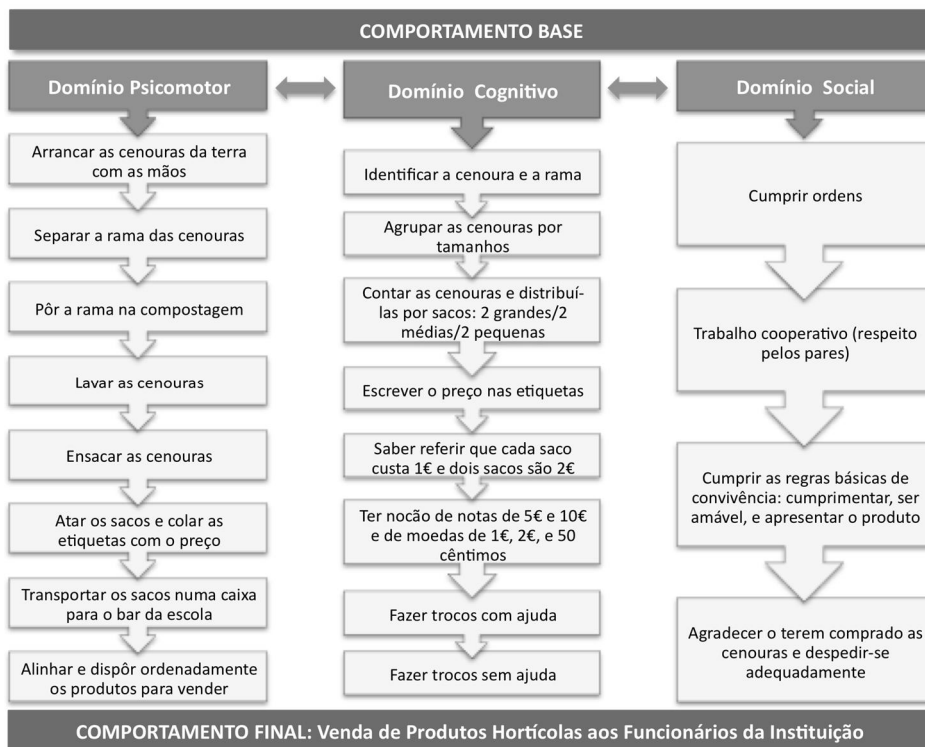 COMPORTAMENTO BASE
Domínio Psicomotor
Arrancar as cenouras da terra
com as mãos
Separar a rama das cenouras
Pôr a rama na compostagem
Lavar as cenouras
Ensacar as cenouras
Atar os sacos e colar as
etiquetas com o preço
Transportar os sacos numa caixa
para o bar da escola
Alinhar e dispôr ordenadamente
os produtos para vender
Domínio Cognitivo
Identificar a cenoura e a rama
Agrupar as cenouras por
tamanhos
Contar as cenouras e distribuí-
las por sacos: 2 grandes/2
médias/2 pequenas
Escrever o preço nas etiquetas
Saber referir que cada saco
custa 1€ e dois sacos são 2€
Ter nocão de notas de 5€ e 10€
e de moedas de 1€, 2€, e 50
cêntimos
Fazer trocos com ajuda
Fazer trocos sem ajuda
Domínio Social
Cumprir ordens
Trabalho cooperativo (respeito
pelos pares)
Cumprir as regras básicas de
convivência: cumprimentar, ser
amável, e apresentar o produto
Agradecer o terem comprado as
cenouras e despedir-se
adequadamente
COMPORTAMENTO FINAL: Venda de Produtos Hortícolas aos Funcionários da Instituição